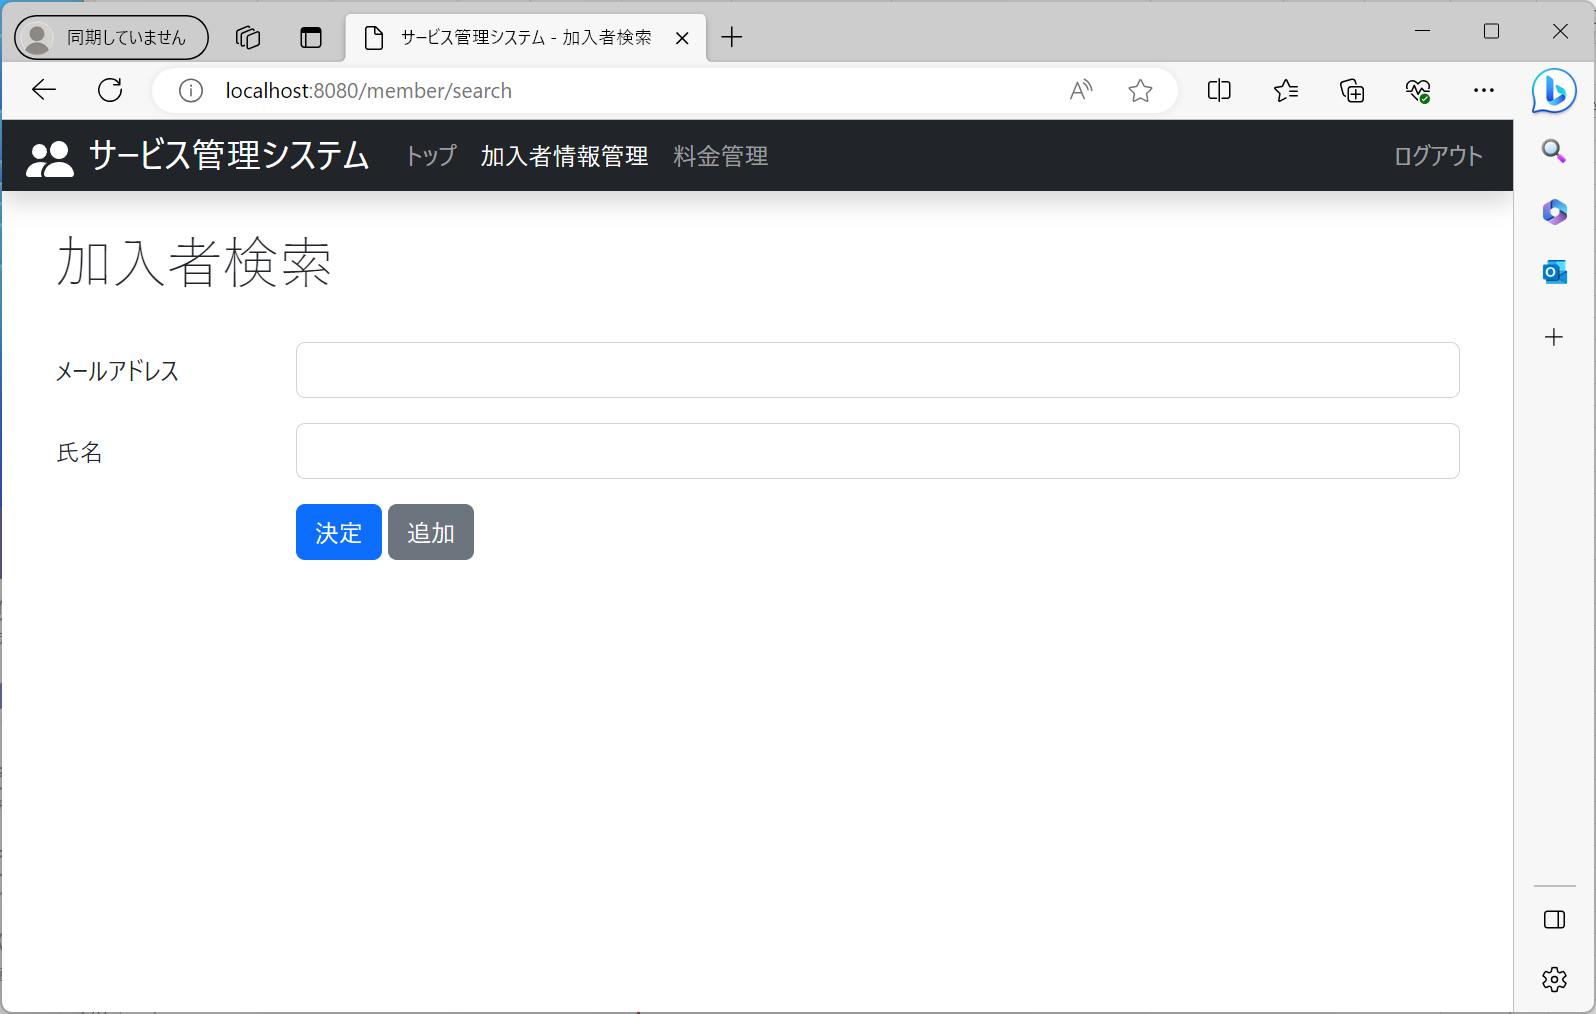 同期していません
サービス管理システム - 加入者検索
localhost:8080/member/search
サービス管理システム トップ 加入者情報管理 料金管理 ログアウト
加入者検索
メールアドレス
氏名
決定 追加